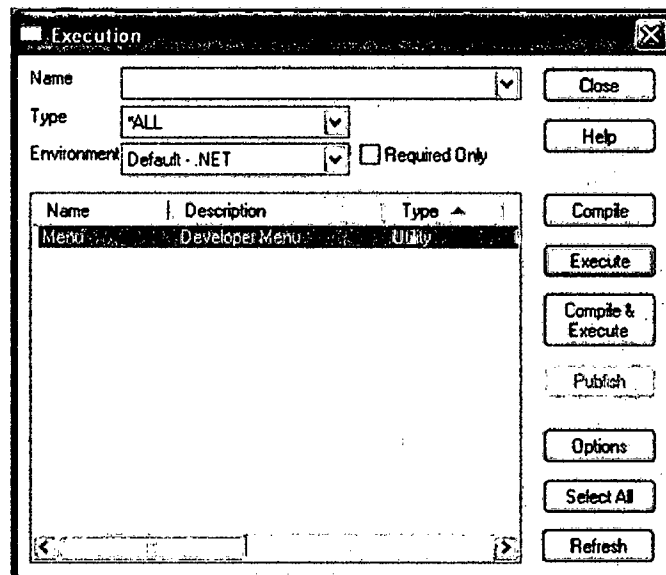 Execution
Name
Close
Type
*ALL
Help
Environment
Default - .NET
Required Only
Name Description Type
Menu Developer Menu Utility
Compile
Execute
Compile &
Execute
Publish
Options
Select All
Refresh